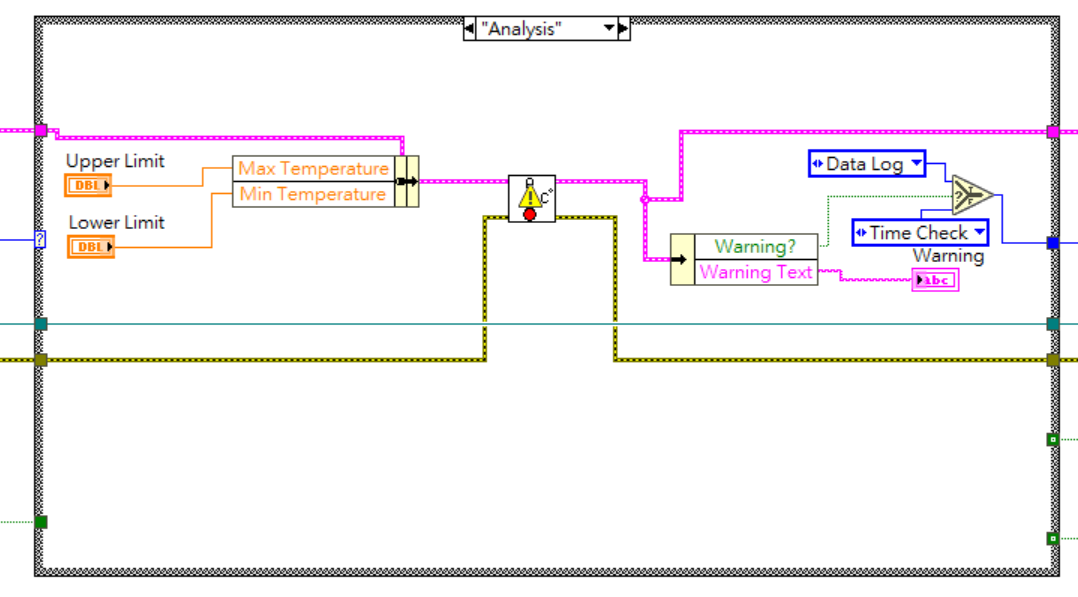 "Analysis"
Upper Limit
DBL
Max Temperature
Min Temperature
Lower Limit
DBL
?
C°
Data Log
T
?
F
Time Check
Warning?
Warning Text
Warning
abc